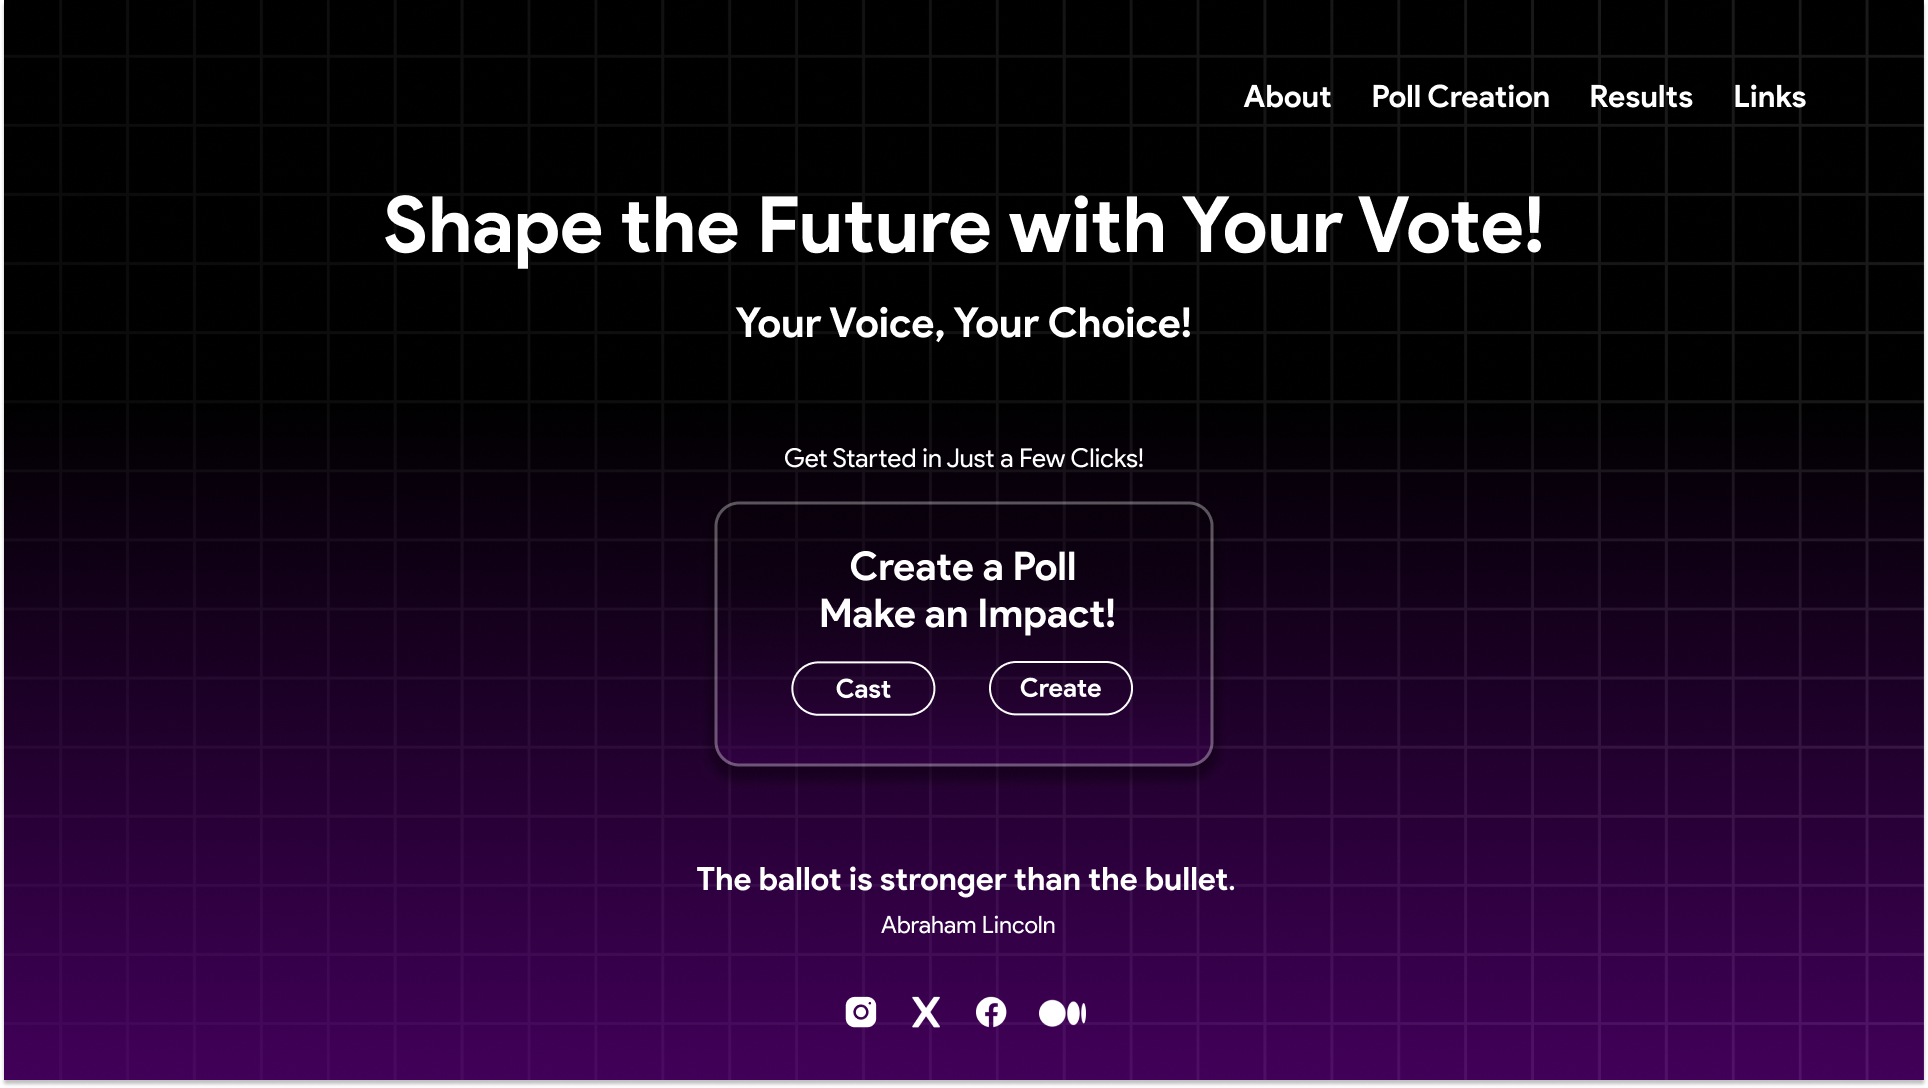 About Poll Creation Results Links
Shape the Future with Your Vote!
Your Voice, Your Choice!
Get Started in Just a Few Clicks!
Create a Poll
Make an Impact!
Cast Create
The ballot is stronger than the bullet.
Abraham Lincoln